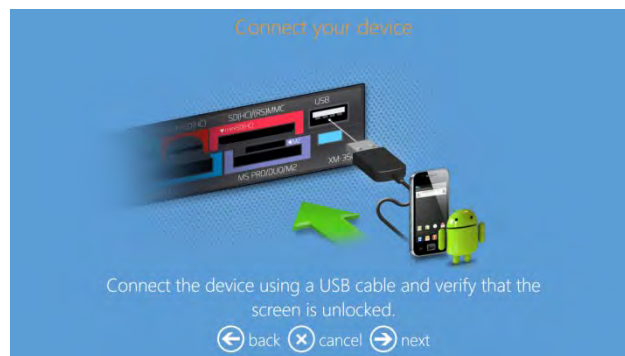 Connect your device
USB
SD(HC)/(RS)MMC
MS PRO/DUO/M2
XM-35
Connect the device using a USB cable and verify that the
screen is unlocked.
back cancel next